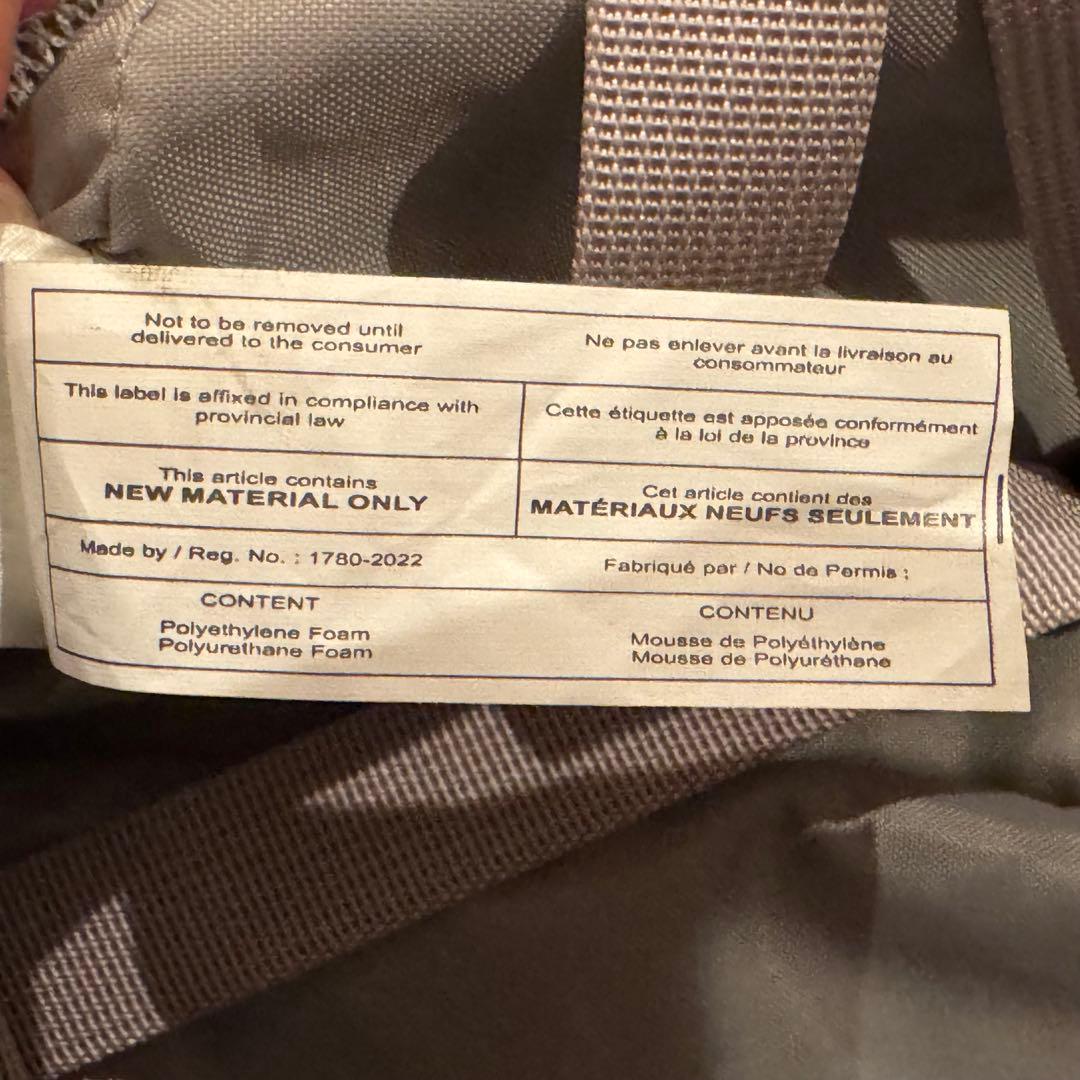 Not to be removed until
delivered to the consumer
Ne pas enlever avant la livraison au
consommateur
This label is affixed in compliance with
provincial law
Cette étiquette est apposée conformément
à la loi de la province
This article contains
NEW MATERIAL ONLY
Cet article contient des
MATÉRIAUX NEUFS SEULEMENT
Made by / Reg. No. : 1780-2022
Fabriqué par / No de Permis :
CONTENT
Polyethylene Foam
Polyurethane Foam
CONTENU
Mousse de Polyéthylène
Mousse de Polyuréthane